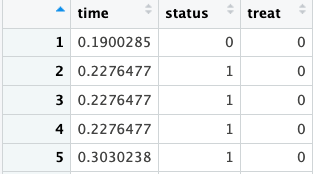 time status treat
1 0.1900285 0 0
2 0.2276477 1 0
3 0.2276477 1 0
4 0.2276477 1 0
5 0.3030238 1 0